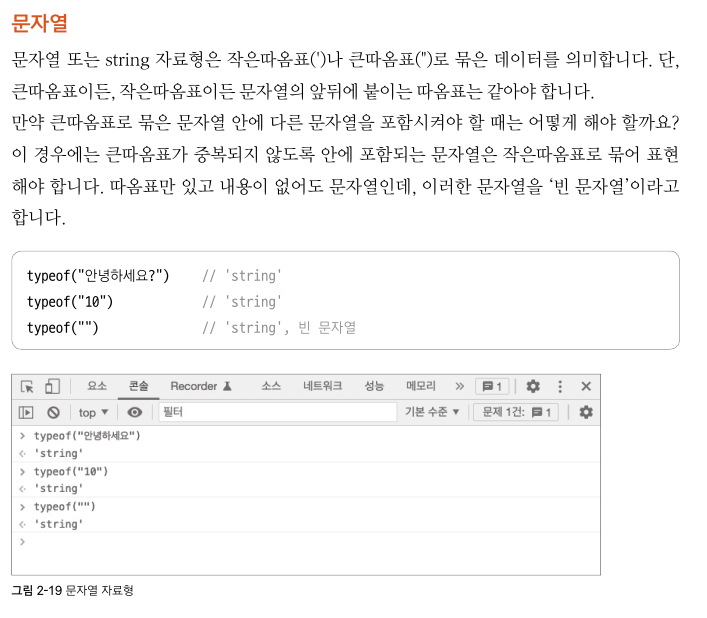 문자열
문자열 또는 string 자료형은 작은따옴표(')나 큰따옴표(")로 묶은 데이터를 의미합니다. 단,
큰따옴표이든, 작은따옴표이든 문자열의 앞뒤에 붙이는 따옴표는 같아야 합니다.
만약 큰따옴표로 묶은 문자열 안에 다른 문자열을 포함시켜야 할 때는 어떻게 해야 할까요?
이 경우에는 큰따옴표가 중복되지 않도록 안에 포함되는 문자열은 작은따옴표로 묶어 표현
해야 합니다. 따옴표만 있고 내용이 없어도 문자열인데, 이러한 문자열을 ‘빈 문자열’이라고
합니다.
typeof("안녕하세요?") // 'string'
typeof("10") // 'string'
typeof("") // 'string', 빈 문자열
요소 콘솔 Recorder 소스 네트워크 성능 메모리 » 1
top ▼ 필터 기본 수준 ▼ 문제 1건: 1
> typeof("안녕하세요")
'string'
> typeof("10")
'string'
> typeof("")
'string'
>
그림 2-19 문자열 자료형